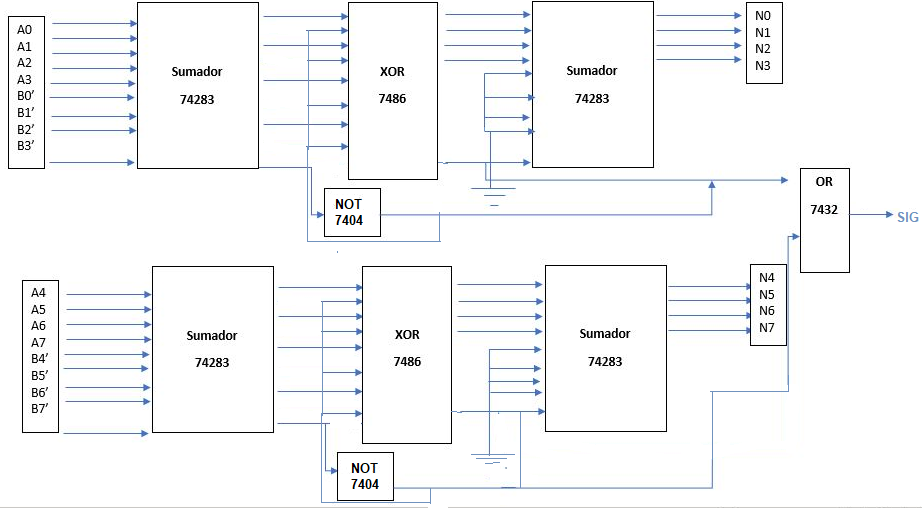 A0
A1
A2
A3
B0’
B1’
B2’
B3’
Sumador
74283
XOR
7486
Sumador
74283
N0
N1
N2
N3
NOT
7404
OR
7432
SIG
A4
A5
A6
A7
B4’
B5’
B6’
B7’
Sumador
74283
XOR
7486
Sumador
74283
N4
N5
N6
N7
NOT
7404